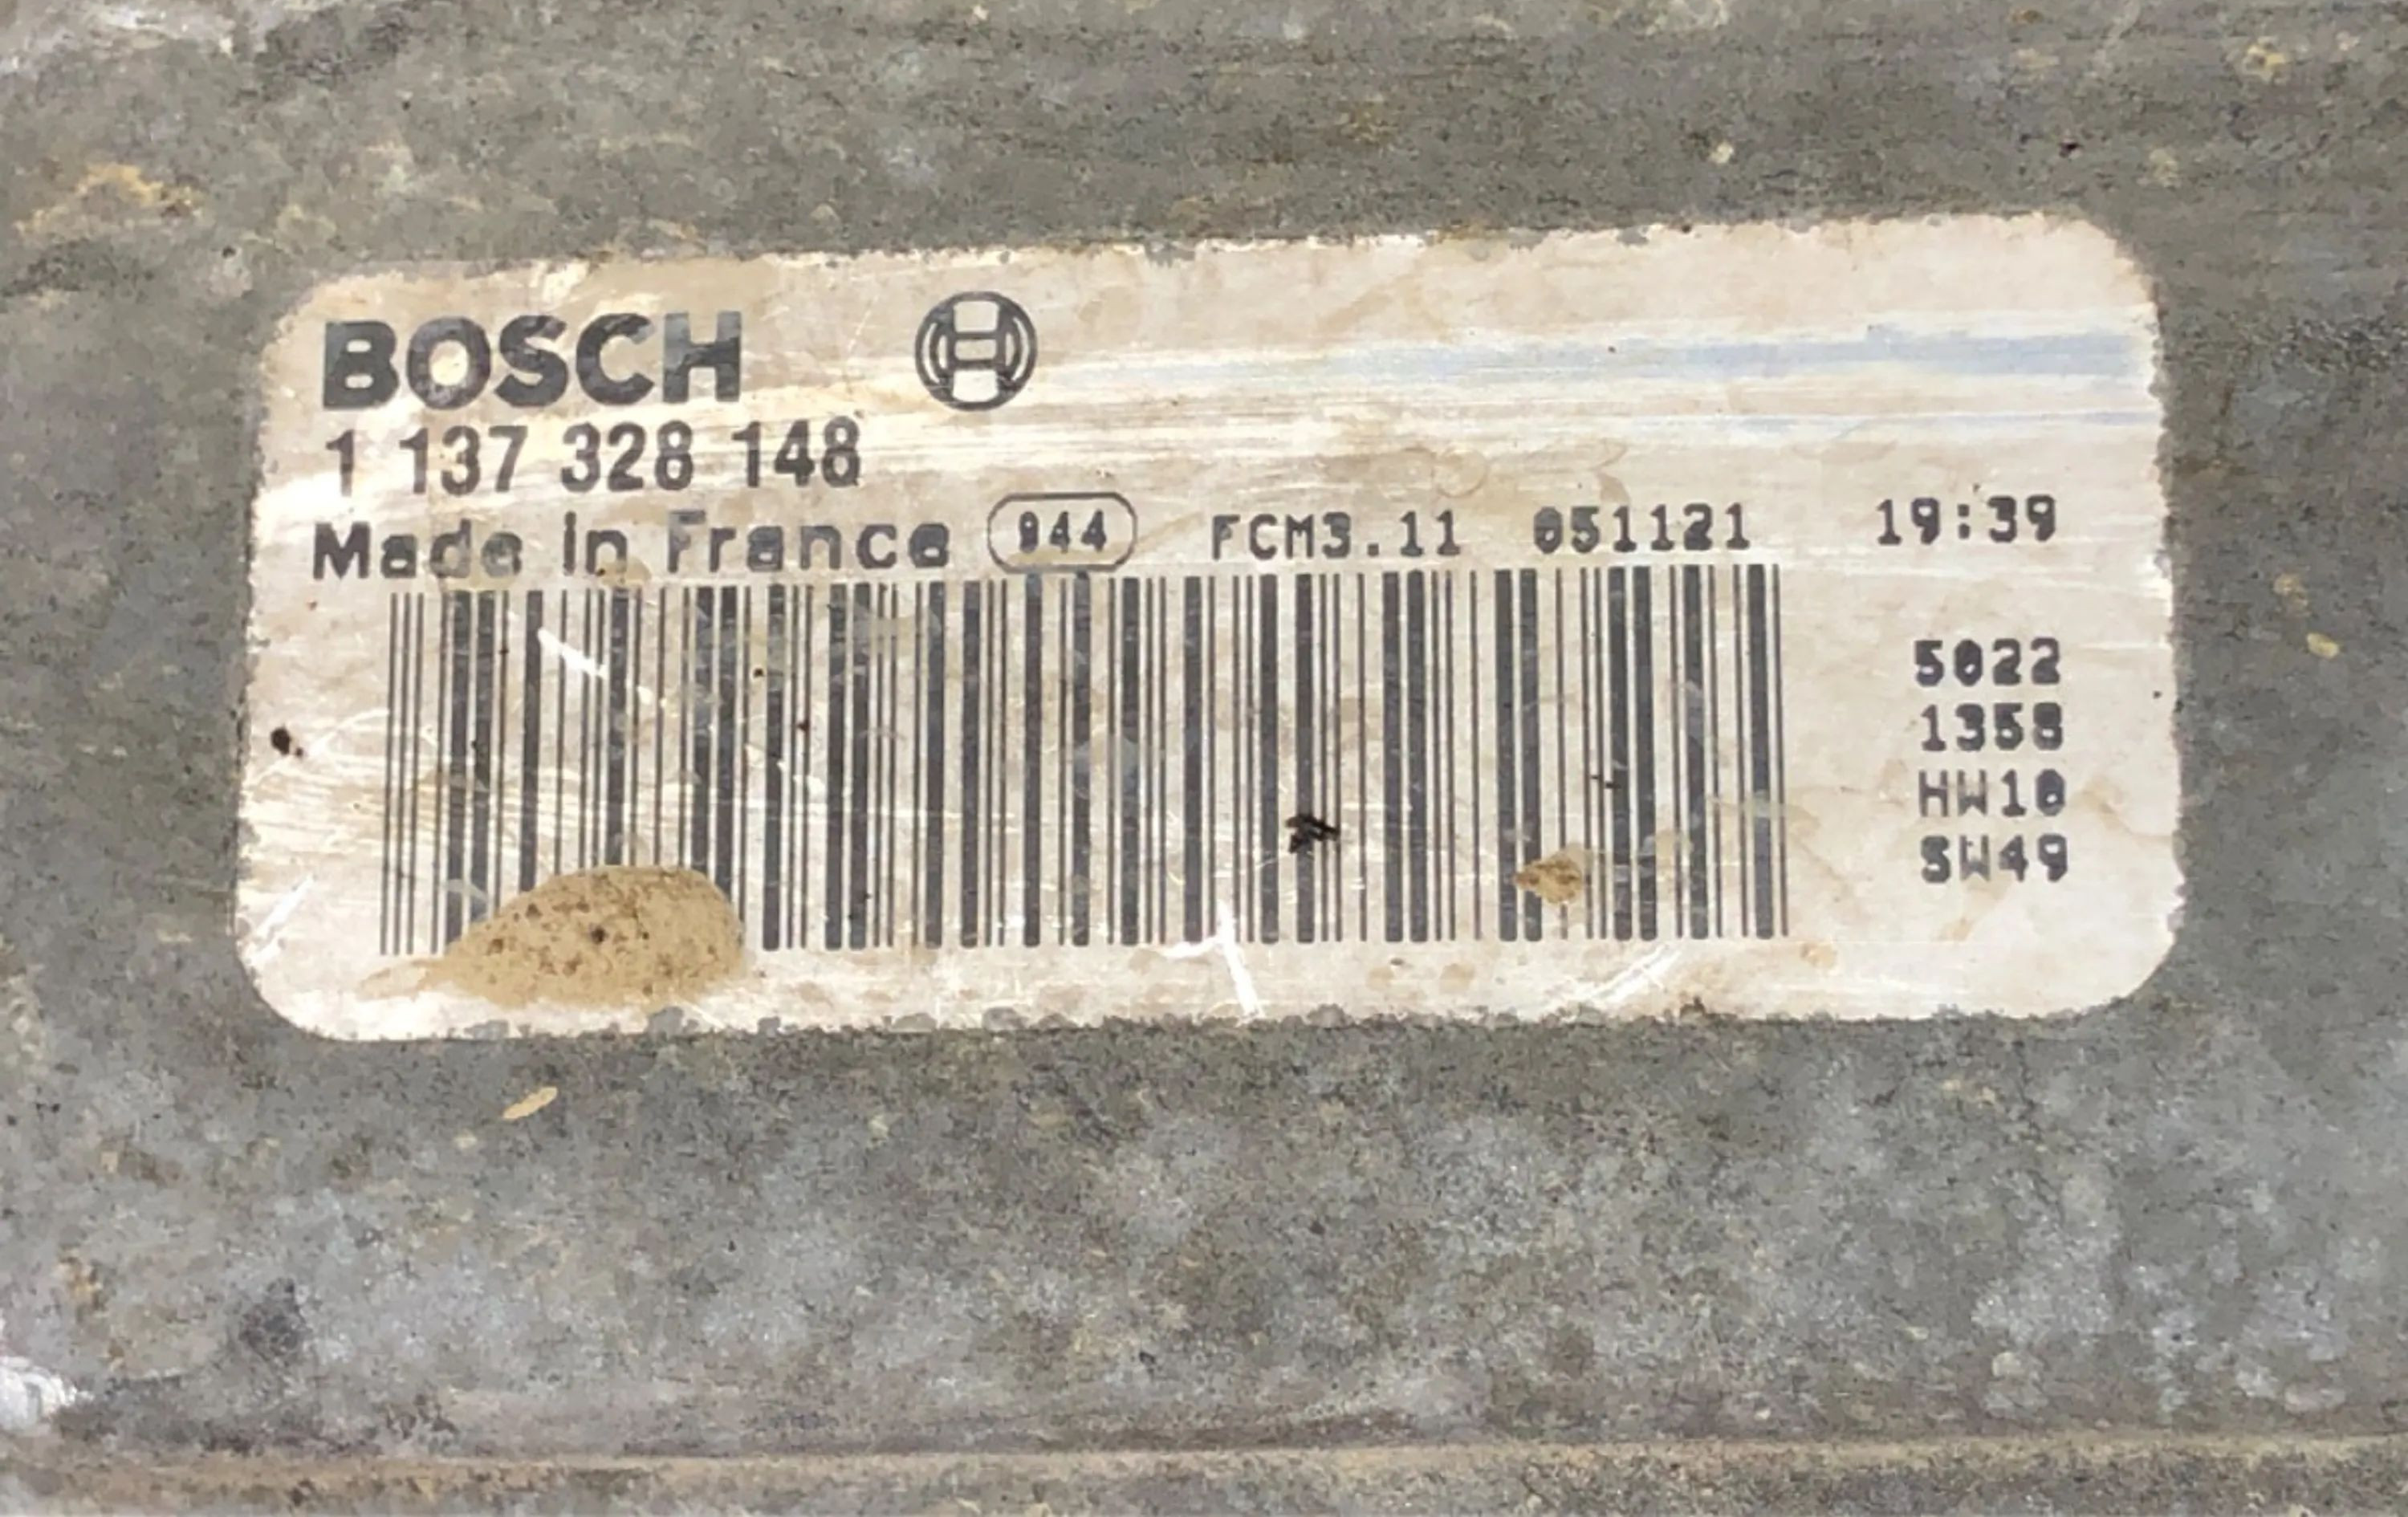 BOSCH
1 137 328 148
Made in France 944 FCM3.11 051121 19:39
5022
1358
HW10
SW49